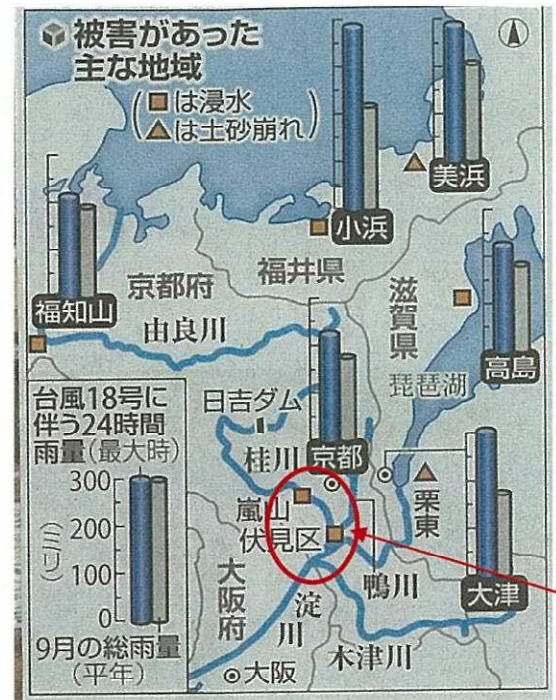 被害があった
主な地域
(■は浸水
▲は土砂崩れ)
美浜
小浜
福井県
滋賀県
京都府
福知山
由良川
高島
琵琶湖
日吉ダム
京都
桂川
嵐山
伏見区
栗東
鴨川
大津
大阪府
淀川
木津川
大阪
台風18号に
伴う24時間
雨量(最大時)
300
200
100
0
(ミリ)
9月の総雨量
(平年)